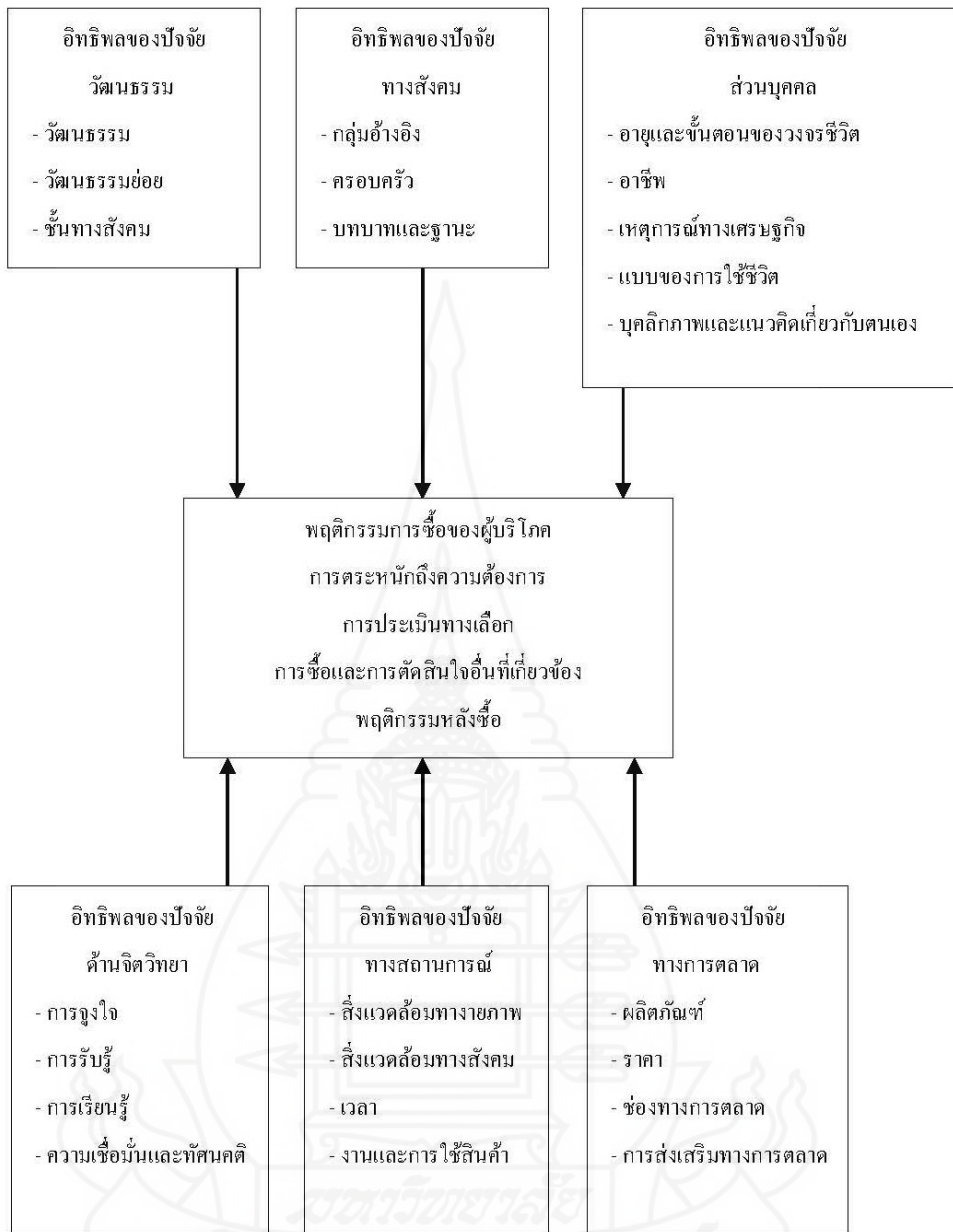 อิทธิพลของปัจจัย
วัฒนธรรม
- วัฒนธรรม
- วัฒนธรรมย่อย
- ชั้นทางสังคม
อิทธิพลของปัจจัย
ทางสังคม
- กลุ่มอ้างอิง
- ครอบครัว
- บทบาทและฐานะ
อิทธิพลของปัจจัย
ส่วนบุคคล
- อายุและขั้นตอนของวงจรชีวิต
- อาชีพ
- เหตุการณ์ทางเศรษฐกิจ
- แบบของการใช้ชีวิต
- บุคลิกภาพและแนวคิดเกี่ยวกับตนเอง
พฤติกรรมการซื้อของผู้บริโภค
การตระหนักถึงความต้องการ
การประเมินทางเลือก
การซื้อและการตัดสินใจอื่นที่เกี่ยวข้อง
พฤติกรรมหลังซื้อ
อิทธิพลของปัจจัย
ด้านจิตวิทยา
- การจูงใจ
- การรับรู้
- การเรียนรู้
- ความเชื่อมั่นและทัศนคติ
อิทธิพลของปัจจัย
ทางสถานการณ์
- สิ่งแวดล้อมทางายภาพ
- สิ่งแวดล้อมทางสังคม
- เวลา
- งานและการใช้สินค้า
อิทธิพลของปัจจัย
ทางการตลาด
- ผลิตภัณฑ์
- ราคา
- ช่องทางการตลาด
- การส่งเสริมทางการตลาด
มหาวิทยาลัย